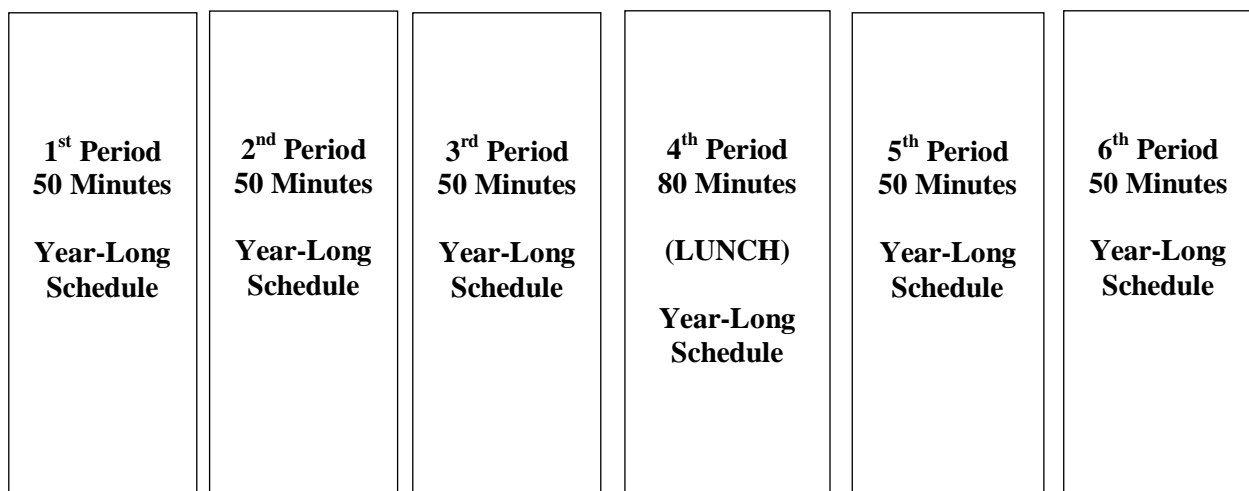 1st Period
50 Minutes
Year-Long
Schedule
2nd Period
50 Minutes
Year-Long
Schedule
3rd Period
50 Minutes
Year-Long
Schedule
4th Period
80 Minutes
(LUNCH)
Year-Long
Schedule
5th Period
50 Minutes
Year-Long
Schedule
6th Period
50 Minutes
Year-Long
Schedule